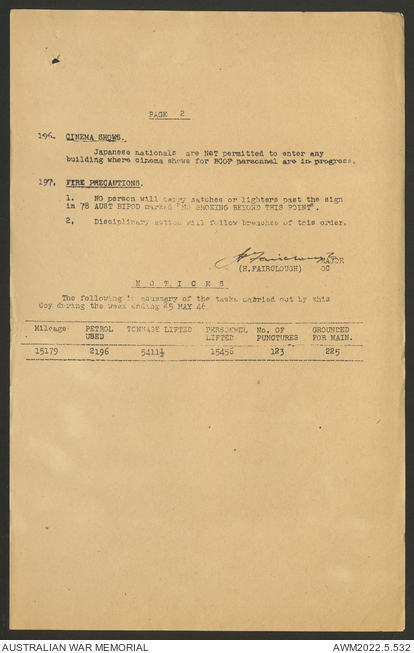 PAGE 2
196. CINEMA SHOWS.
Japanese nationals are NOT permitted to enter any
building where cinema shows for BCOF personnel are in progress.
197. FIRE PRECAUTIONS.
1. NO person will carry matches or lighters past the sign
in 78 AUST BIPOD marked "NO SMOKING BEYOND THIS POINT".
2. Disciplinary action will follow breaches of this order.
MAJOR
(H.FAIRCLOUGH) OC
N O T I C E S
The following is summary of the tasks carried out by this
Coy during the week ending 25 MAY 46.
Mileage PETROL TONNAGE LIFTED PERSONNEL No. OF GROUNDED
USED LIFTED PUNCTURES FOR MAIN.
15179 2196 5411½ 15456 123 225
AUSTRALIAN WAR MEMORIAL AWM2022.5.532